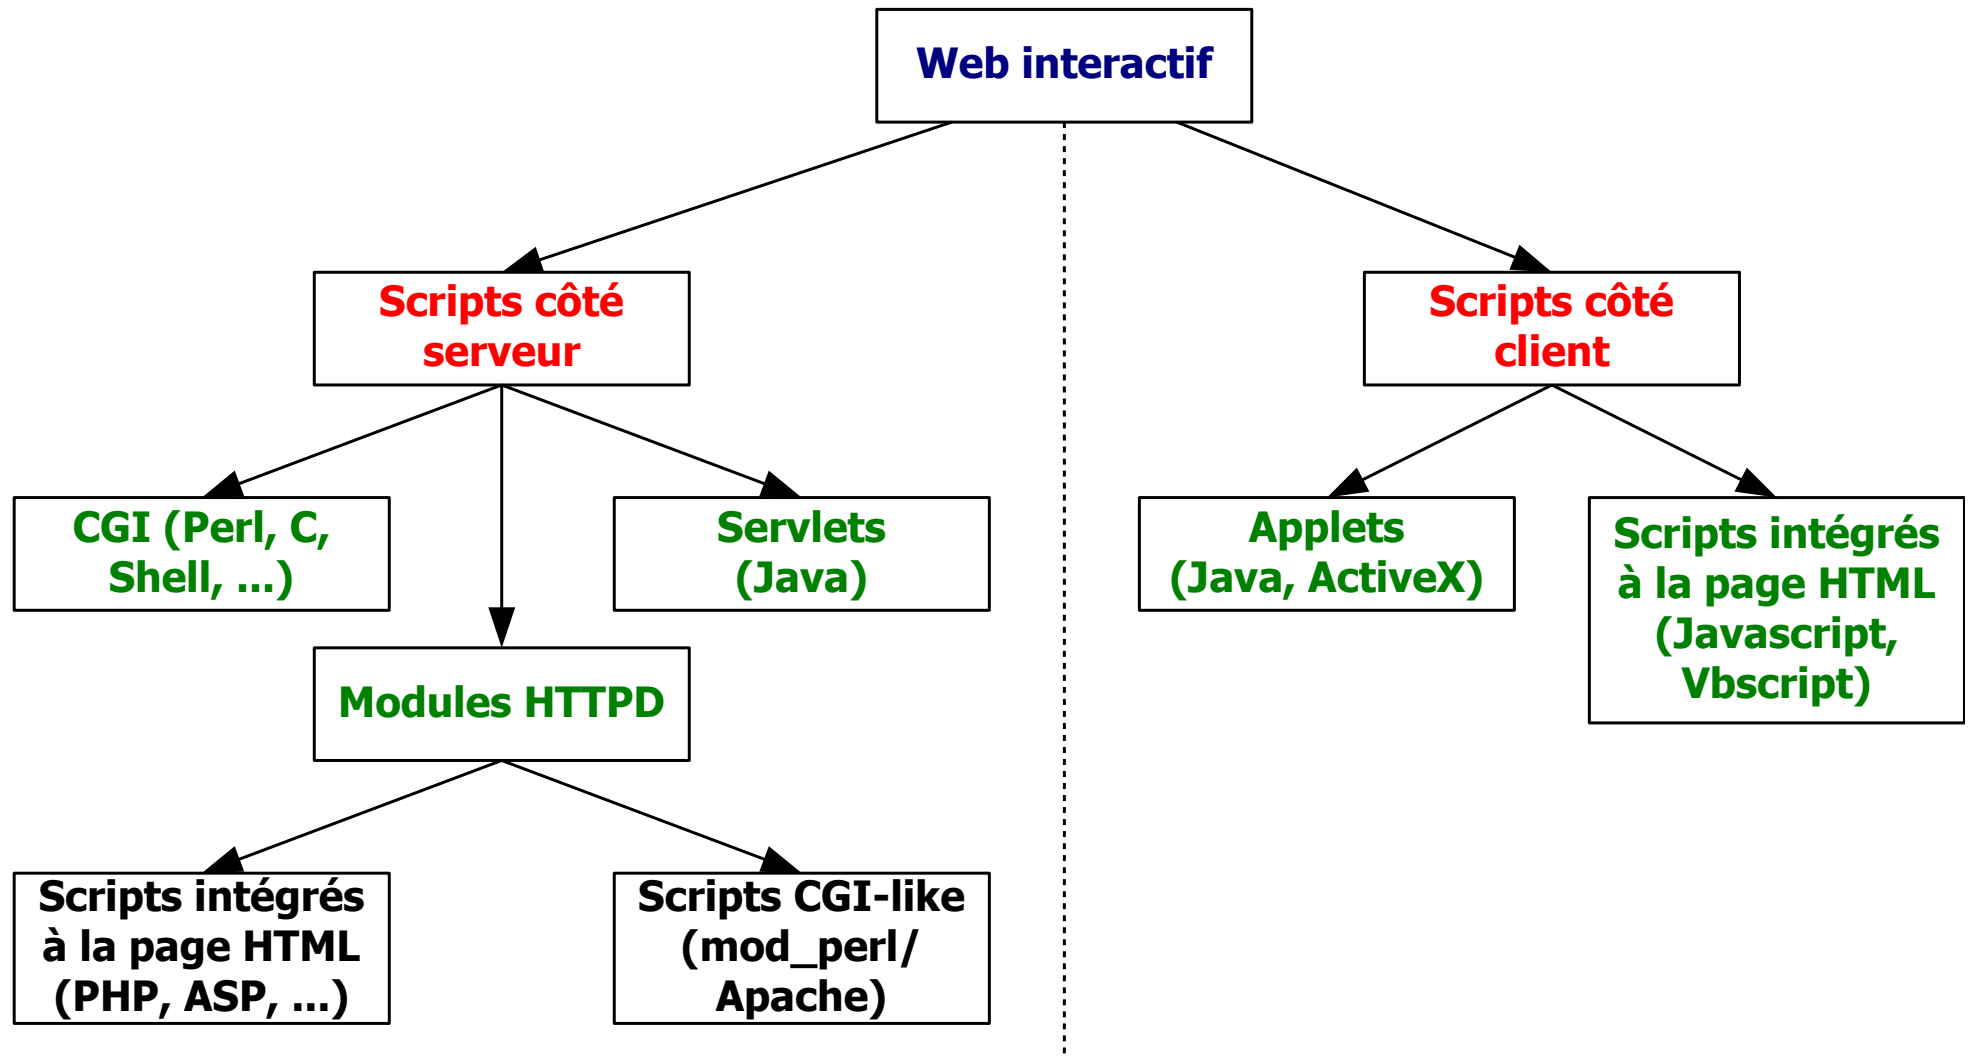 Web interactif
Scripts côté
serveur
Scripts côté
client
CGI (Perl, C,
Shell, ...)
Servlets
(Java)
Applets
(Java, ActiveX)
Scripts intégrés
à la page HTML
(Javascript,
Vbscript)
Modules HTTPD
Scripts intégrés
à la page HTML
(PHP, ASP, ...)
Scripts CGI-like
(mod_perl/
Apache)